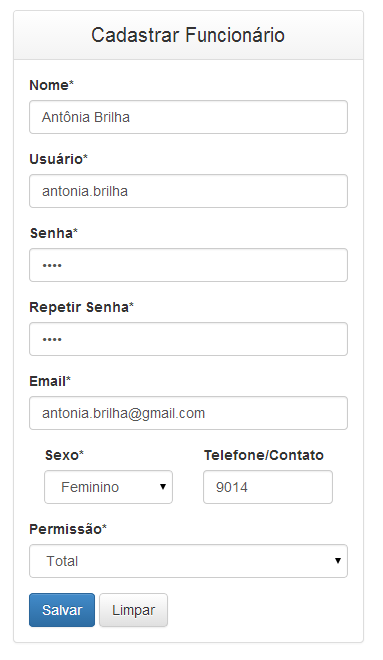 Cadastrar Funcionário
Nome*
Antônia Brilha
Usuário*
antonia.brilha
Senha*
••••
Repetir Senha*
••••
Email*
antonia.brilha@gmail.com
Sexo* Telefone/Contato
Feminino 9014
Permissão*
Total
Salvar Limpar